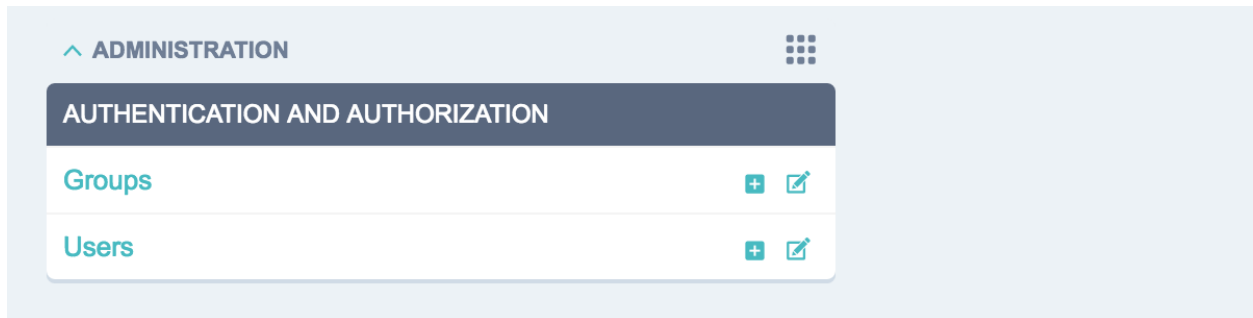 ADMINISTRATION
AUTHENTICATION AND AUTHORIZATION
Groups
Users